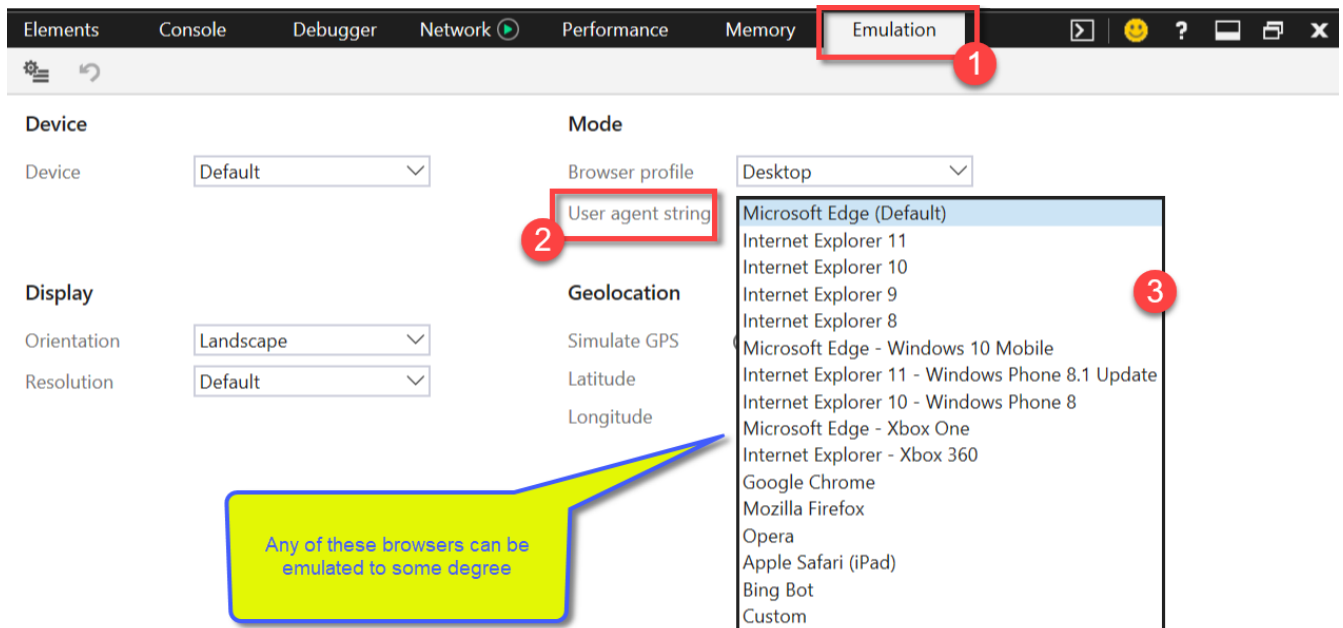 Elements Console Debugger Network Performance Memory Emulation ?
1
Device
Mode
Device Default
Browser profile Desktop
2 User agent string
Microsoft Edge (Default)
Internet Explorer 11
Internet Explorer 10
Internet Explorer 9
3
Internet Explorer 8
Microsoft Edge - Windows 10 Mobile
Internet Explorer 11 - Windows Phone 8.1 Update
Internet Explorer 10 - Windows Phone 8
Microsoft Edge - Xbox One
Internet Explorer - Xbox 360
Google Chrome
Mozilla Firefox
Opera
Apple Safari (iPad)
Bing Bot
Custom
Display
Orientation Landscape
Resolution Default
Geolocation
Simulate GPS
Latitude
Longitude
Any of these browsers can be
emulated to some degree